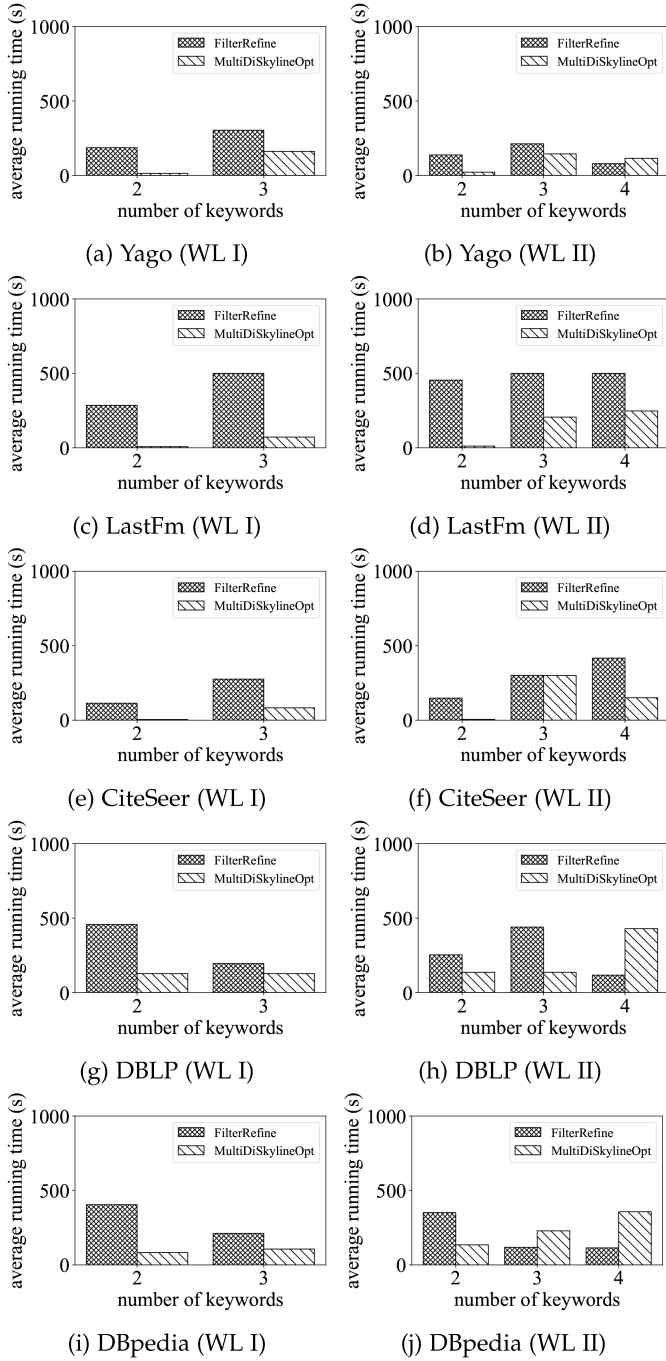 average running time (s)
1000
500
0
FilterRefine
MultiDiSkylineOpt
2 3
number of keywords
(a) Yago (WL I)
average running time (s)
1000
500
0
FilterRefine
MultiDiSkylineOpt
2 3 4
number of keywords
(b) Yago (WL II)
average running time (s)
1000
500
0
FilterRefine
MultiDiSkylineOpt
2 3
number of keywords
(c) LastFm (WL I)
average running time (s)
1000
500
0
FilterRefine
MultiDiSkylineOpt
2 3 4
number of keywords
(d) LastFm (WL II)
average running time (s)
1000
500
0
FilterRefine
MultiDiSkylineOpt
2 3
number of keywords
(e) CiteSeer (WL I)
average running time (s)
1000
500
0
FilterRefine
MultiDiSkylineOpt
2 3 4
number of keywords
(f) CiteSeer (WL II)
average running time (s)
1000
500
0
FilterRefine
MultiDiSkylineOpt
2 3
number of keywords
(g) DBLP (WL I)
average running time (s)
1000
500
0
FilterRefine
MultiDiSkylineOpt
2 3 4
number of keywords
(h) DBLP (WL II)
average running time (s)
1000
500
0
FilterRefine
MultiDiSkylineOpt
2 3
number of keywords
(i) DBpedia (WL I)
average running time (s)
1000
500
0
FilterRefine
MultiDiSkylineOpt
2 3 4
number of keywords
(j) DBpedia (WL II)